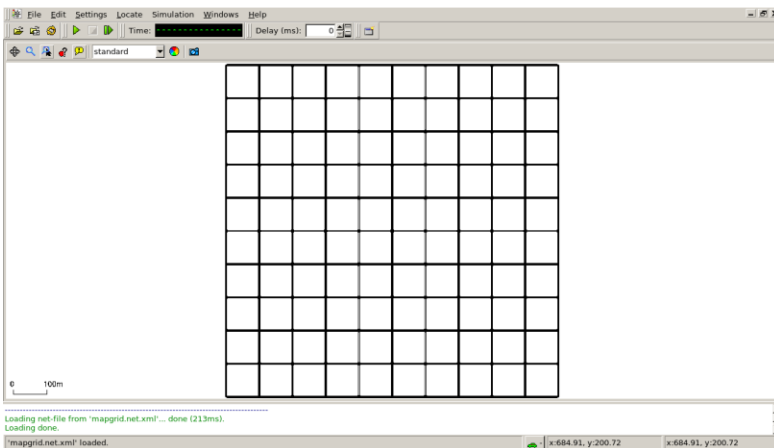 File Edit Settings Locate Simulation Windows Help
Time: Delay (ms): 0
standard
0 100m
Loading net-file from 'mapgrid.net.xml'... done (213ms).
Loading done.
'mapgrid.net.xml' loaded. x:684.91, y:200.72 x:684.91, y:200.72